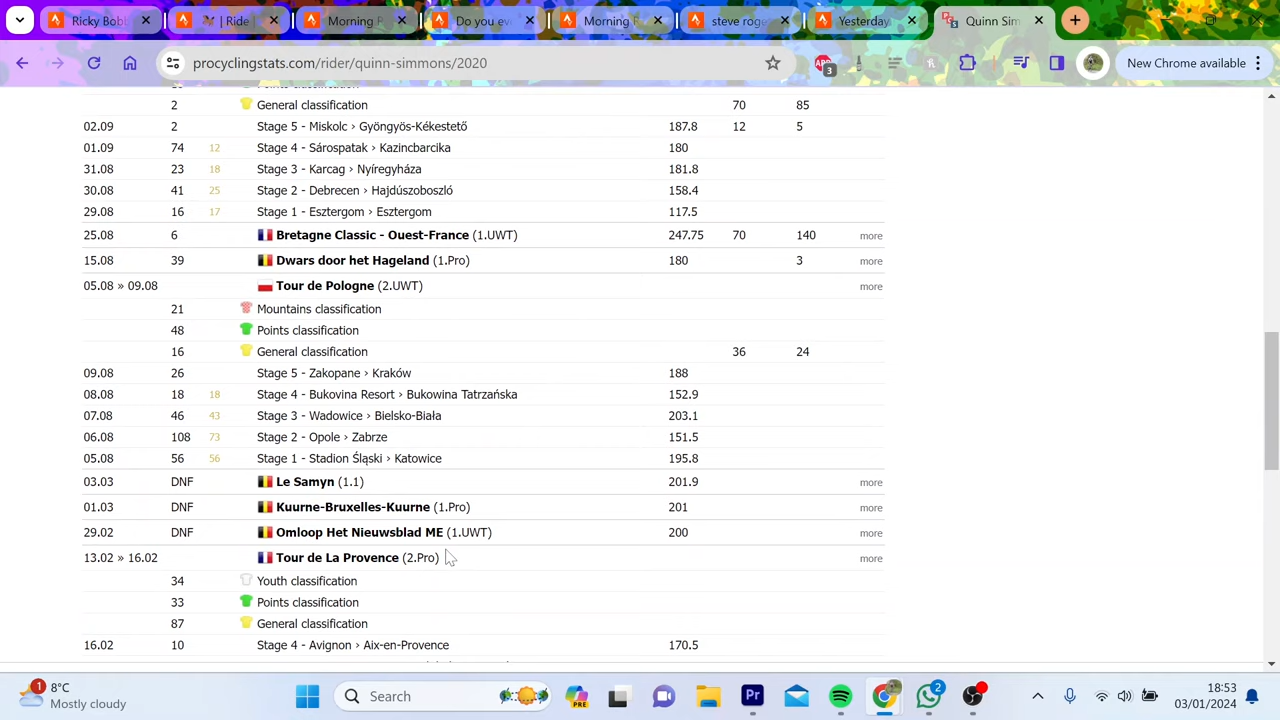 Ricky Bobb
| Ride |
Morning R
Do you eve
Morning R
steve roge
Yesterday
Quinn Sim
procyclingstats.com/rider/quinn-simmons/2020
3
New Chrome available
2 General classification 70 85
02.09 2 Stage 5 - Miskolc › Gyöngyös-Kékestető 187.8 12 5
01.09 74 12 Stage 4 - Sárospatak › Kazincbarcika 180
31.08 23 18 Stage 3 - Karcag › Nyíregyháza 181.8
30.08 41 25 Stage 2 - Debrecen › Hajdúszoboszló 158.4
29.08 16 17 Stage 1 - Esztergom › Esztergom 117.5
25.08 6 Bretagne Classic - Ouest-France (1.UWT) 247.75 70 140 more
15.08 39 Dwars door het Hageland (1.Pro) 180 3 more
05.08 » 09.08 Tour de Pologne (2.UWT) more
21 Mountains classification
48 Points classification
16 General classification 36 24
09.08 26 Stage 5 - Zakopane › Kraków 188
08.08 18 18 Stage 4 - Bukovina Resort › Bukowina Tatrzańska 152.9
07.08 46 43 Stage 3 - Wadowice › Bielsko-Biała 203.1
06.08 108 73 Stage 2 - Opole › Zabrze 151.5
05.08 56 56 Stage 1 - Stadion Śląski › Katowice 195.8
03.03 DNF Le Samyn (1.1) 201.9 more
01.03 DNF Kuurne-Bruxelles-Kuurne (1.Pro) 201 more
29.02 DNF Omloop Het Nieuwsblad ME (1.UWT) 200 more
13.02 » 16.02 Tour de La Provence (2.Pro) more
34 Youth classification
33 Points classification
87 General classification
16.02 10 Stage 4 - Avignon › Aix-en-Provence 170.5
1
8°C
Mostly cloudy
Search
PRE
Pr
2
18:53
03/01/2024